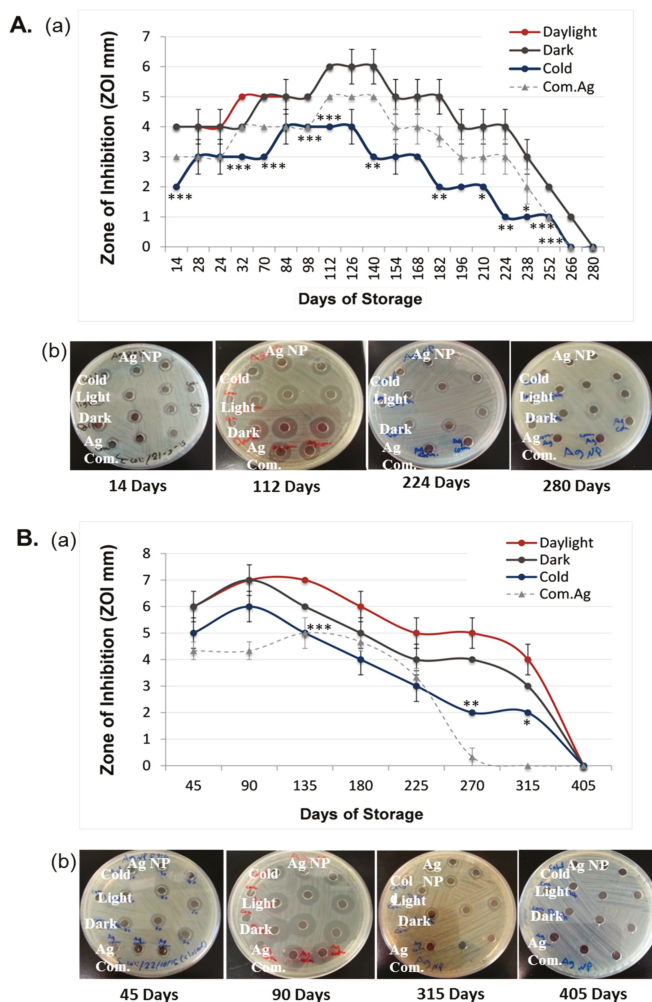 A. (a)
Zone of Inhibition (ZOI mm)
7
6
5
4
3
2
1
0
Daylight
Dark
Cold
Com.Ag
***
***
***
***
***
**
**
*
**
*
***
***
14 28 24 32 70 84 98 112 126 140 154 168 182 196 210 224 238 252 260 280
Days of Storage
(b)
Ag NP
Cold
Light
Dark
Ag
Com.
14 Days
Ag NP
Cold
Light
Dark
Ag
Com.
112 Days
Ag NP
Cold
Light
Dark
Ag
Com.
224 Days
Ag NP
Cold
Light
Dark
Ag
Com.
Ag NP
280 Days
B. (a)
Zone of Inhibition (ZOI mm)
8
7
6
5
4
3
2
1
0
Daylight
Dark
Cold
Com.Ag
***
**
*
45 90 135 180 225 270 315 405
Days of Storage
(b)
Ag NP
Cold
Light
Dark
Ag
Com.
45 Days
Ag NP
Cold
Light
Dark
Ag
Com.
90 Days
Ag
Col NP
Light
Dark
Ag
Com.
315 Days
Ag NP
Cold
Light
Dark
Ag
Com.
405 Days